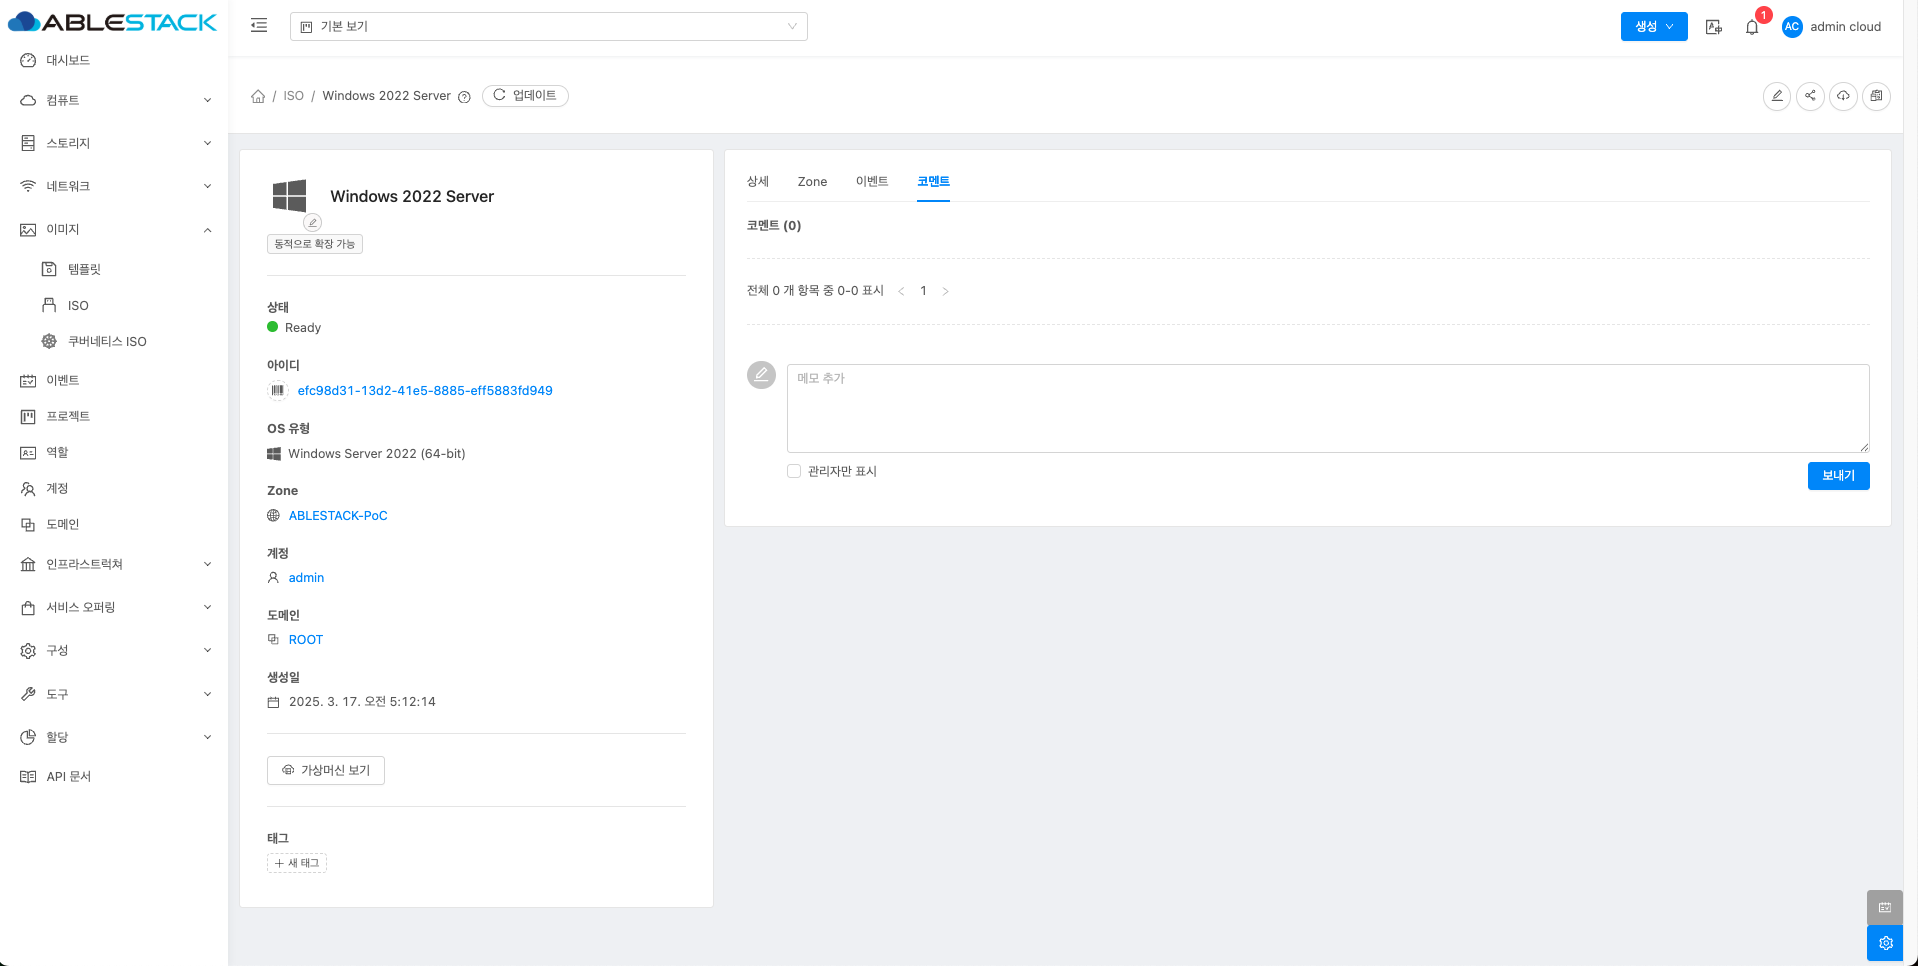 ABLESTACK
기본 보기
생성
1
AC
admin cloud
대시보드
컴퓨트
스토리지
네트워크
이미지
템플릿
ISO
쿠버네티스 ISO
이벤트
프로젝트
역할
계정
도메인
인프라스트럭쳐
서비스 오퍼링
구성
도구
할당
API 문서
/ ISO / Windows 2022 Server
업데이트
Windows 2022 Server
동적으로 확장 가능
상태
Ready
아이디
efc98d31-13d2-41e5-8885-eff5883fd949
OS 유형
Windows Server 2022 (64-bit)
Zone
ABLESTACK-PoC
계정
admin
도메인
ROOT
생성일
2025. 3. 17. 오전 5:12:14
가상머신 보기
태그
+ 새 태그
상세 Zone 이벤트 코멘트
코멘트 (0)
전체 0 개 항목 중 0-0 표시 < 1 >
메모 추가
관리자만 표시
보내기